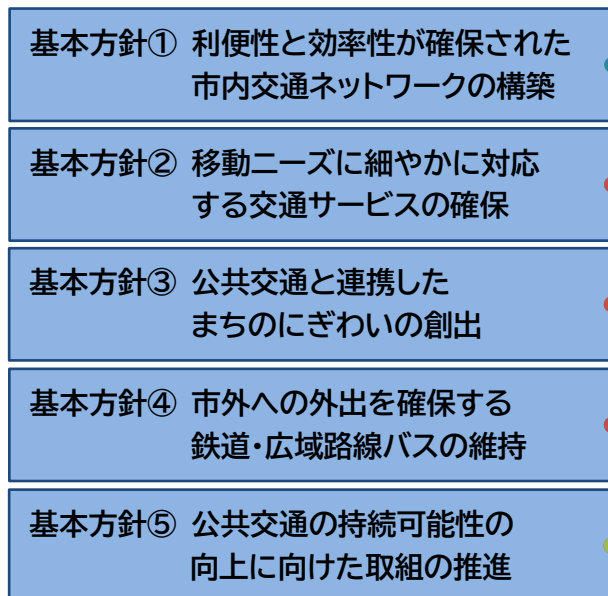 基本方針① 利便性と効率性が確保された
市内交通ネットワークの構築
基本方針② 移動ニーズに細やかに対応
する交通サービスの確保
基本方針③ 公共交通と連携した
まちのにぎわいの創出
基本方針④ 市外への外出を確保する
鉄道・広域路線バスの維持
基本方針⑤ 公共交通の持続可能性の
向上に向けた取組の推進